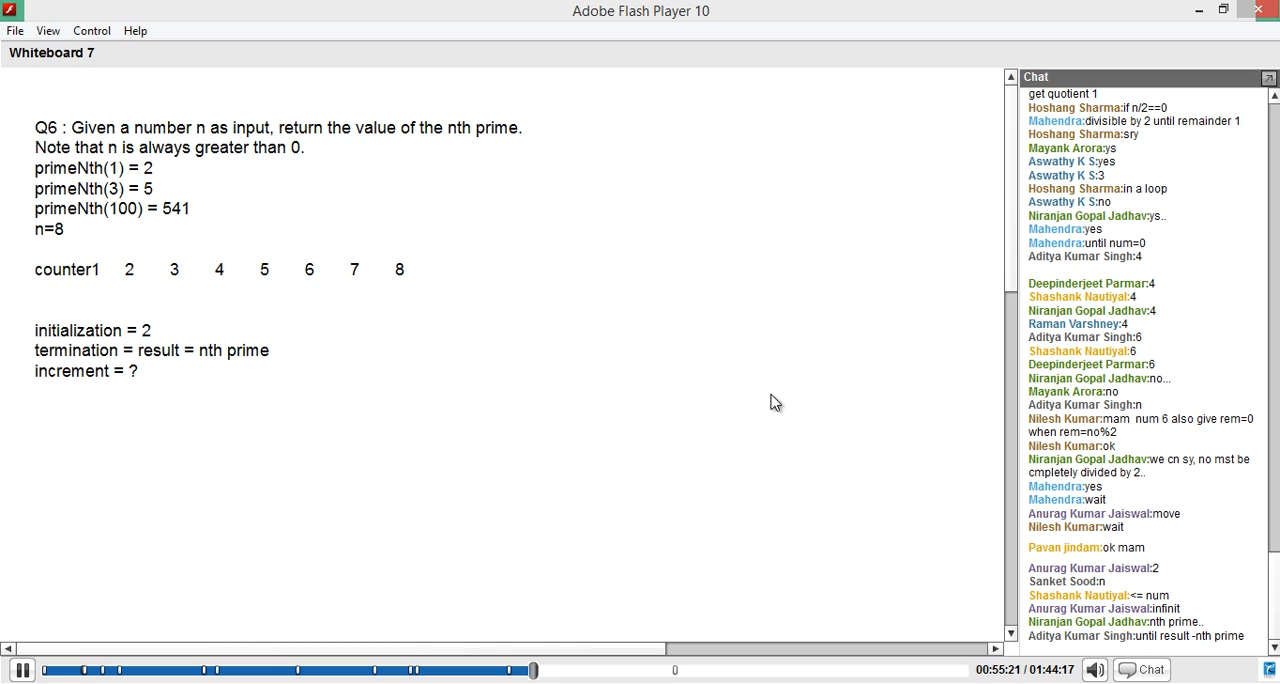 Adobe Flash Player 10
File View Control Help
Whiteboard 7
Q6 : Given a number n as input, return the value of the nth prime.
Note that n is always greater than 0.
primeNth(1) = 2
primeNth(3) = 5
primeNth(100) = 541
n=8
counter1 2 3 4 5 6 7 8
initialization = 2
termination = result = nth prime
increment = ?
Chat
get quotient 1
Hoshang Sharma:if n/2==0
Mahendra:divisible by 2 until remainder 1
Hoshang Sharma:sry
Mayank Arora:ys
Aswathy K S:yes
Aswathy K S:3
Hoshang Sharma:in a loop
Aswathy K S:no
Niranjan Gopal Jadhav:ys..
Mahendra:yes
Mahendra:until num=0
Aditya Kumar Singh:4
Deepinderjeet Parmar:4
Shashank Nautiyal:4
Niranjan Gopal Jadhav:4
Raman Varshney:4
Aditya Kumar Singh:6
Shashank Nautiyal:6
Deepinderjeet Parmar:6
Niranjan Gopal Jadhav:no...
Mayank Arora:no
Aditya Kumar Singh:n
Nilesh Kumar:mam num 6 also give rem=0
when rem=no%2
Nilesh Kumar:ok
Niranjan Gopal Jadhav:we cn sy, no mst be
cmpletely divided by 2..
Mahendra:yes
Mahendra:wait
Anurag Kumar Jaiswal:move
Nilesh Kumar:wait
Pavan jindam:ok mam
Anurag Kumar Jaiswal:2
Sanket Sood:n
Shashank Nautiyal:<= num
Anurag Kumar Jaiswal:infinit
Niranjan Gopal Jadhav:nth prime..
Aditya Kumar Singh:until result -nth prime
00:55:21 / 01:44:17 Chat